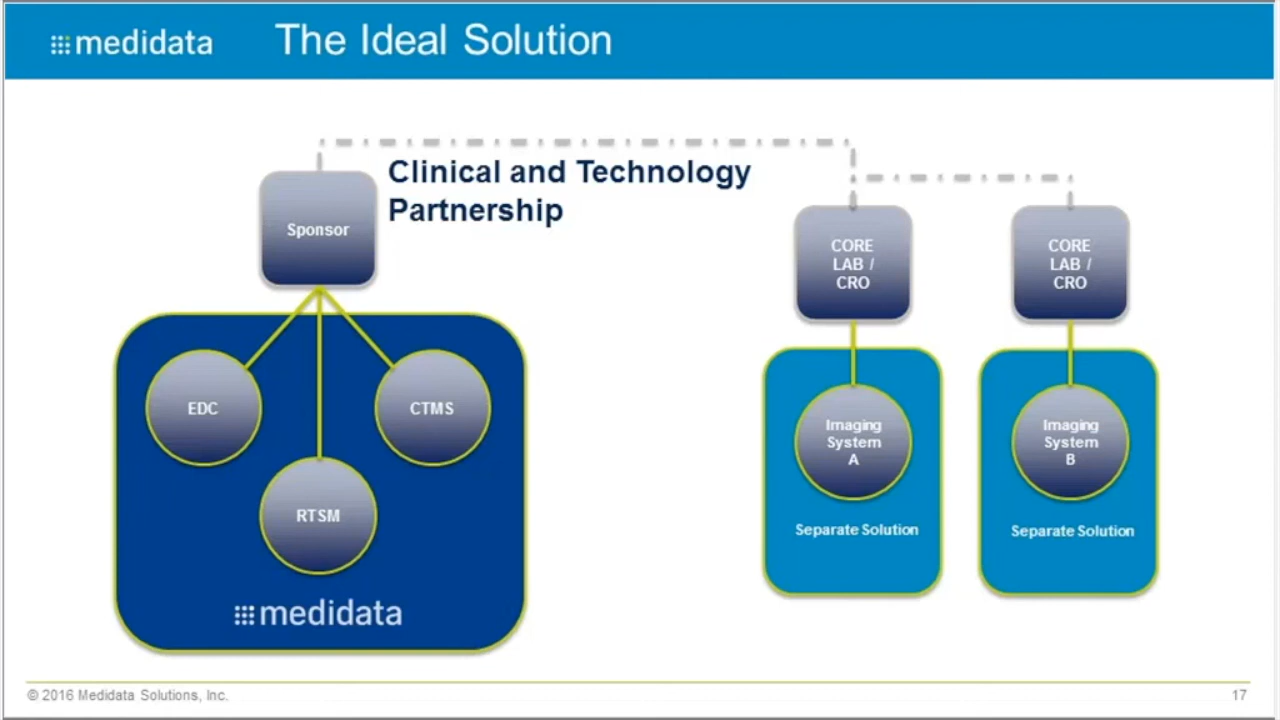 medidata
The Ideal Solution
Clinical and Technology
Partnership
Sponsor
CORE
LAB /
CRO
CORE
LAB /
CRO
EDC
CTMS
RTSM
Imaging
System
A
Imaging
System
B
Separate Solution
Separate Solution
medidata
© 2016 Medidata Solutions, Inc.
17